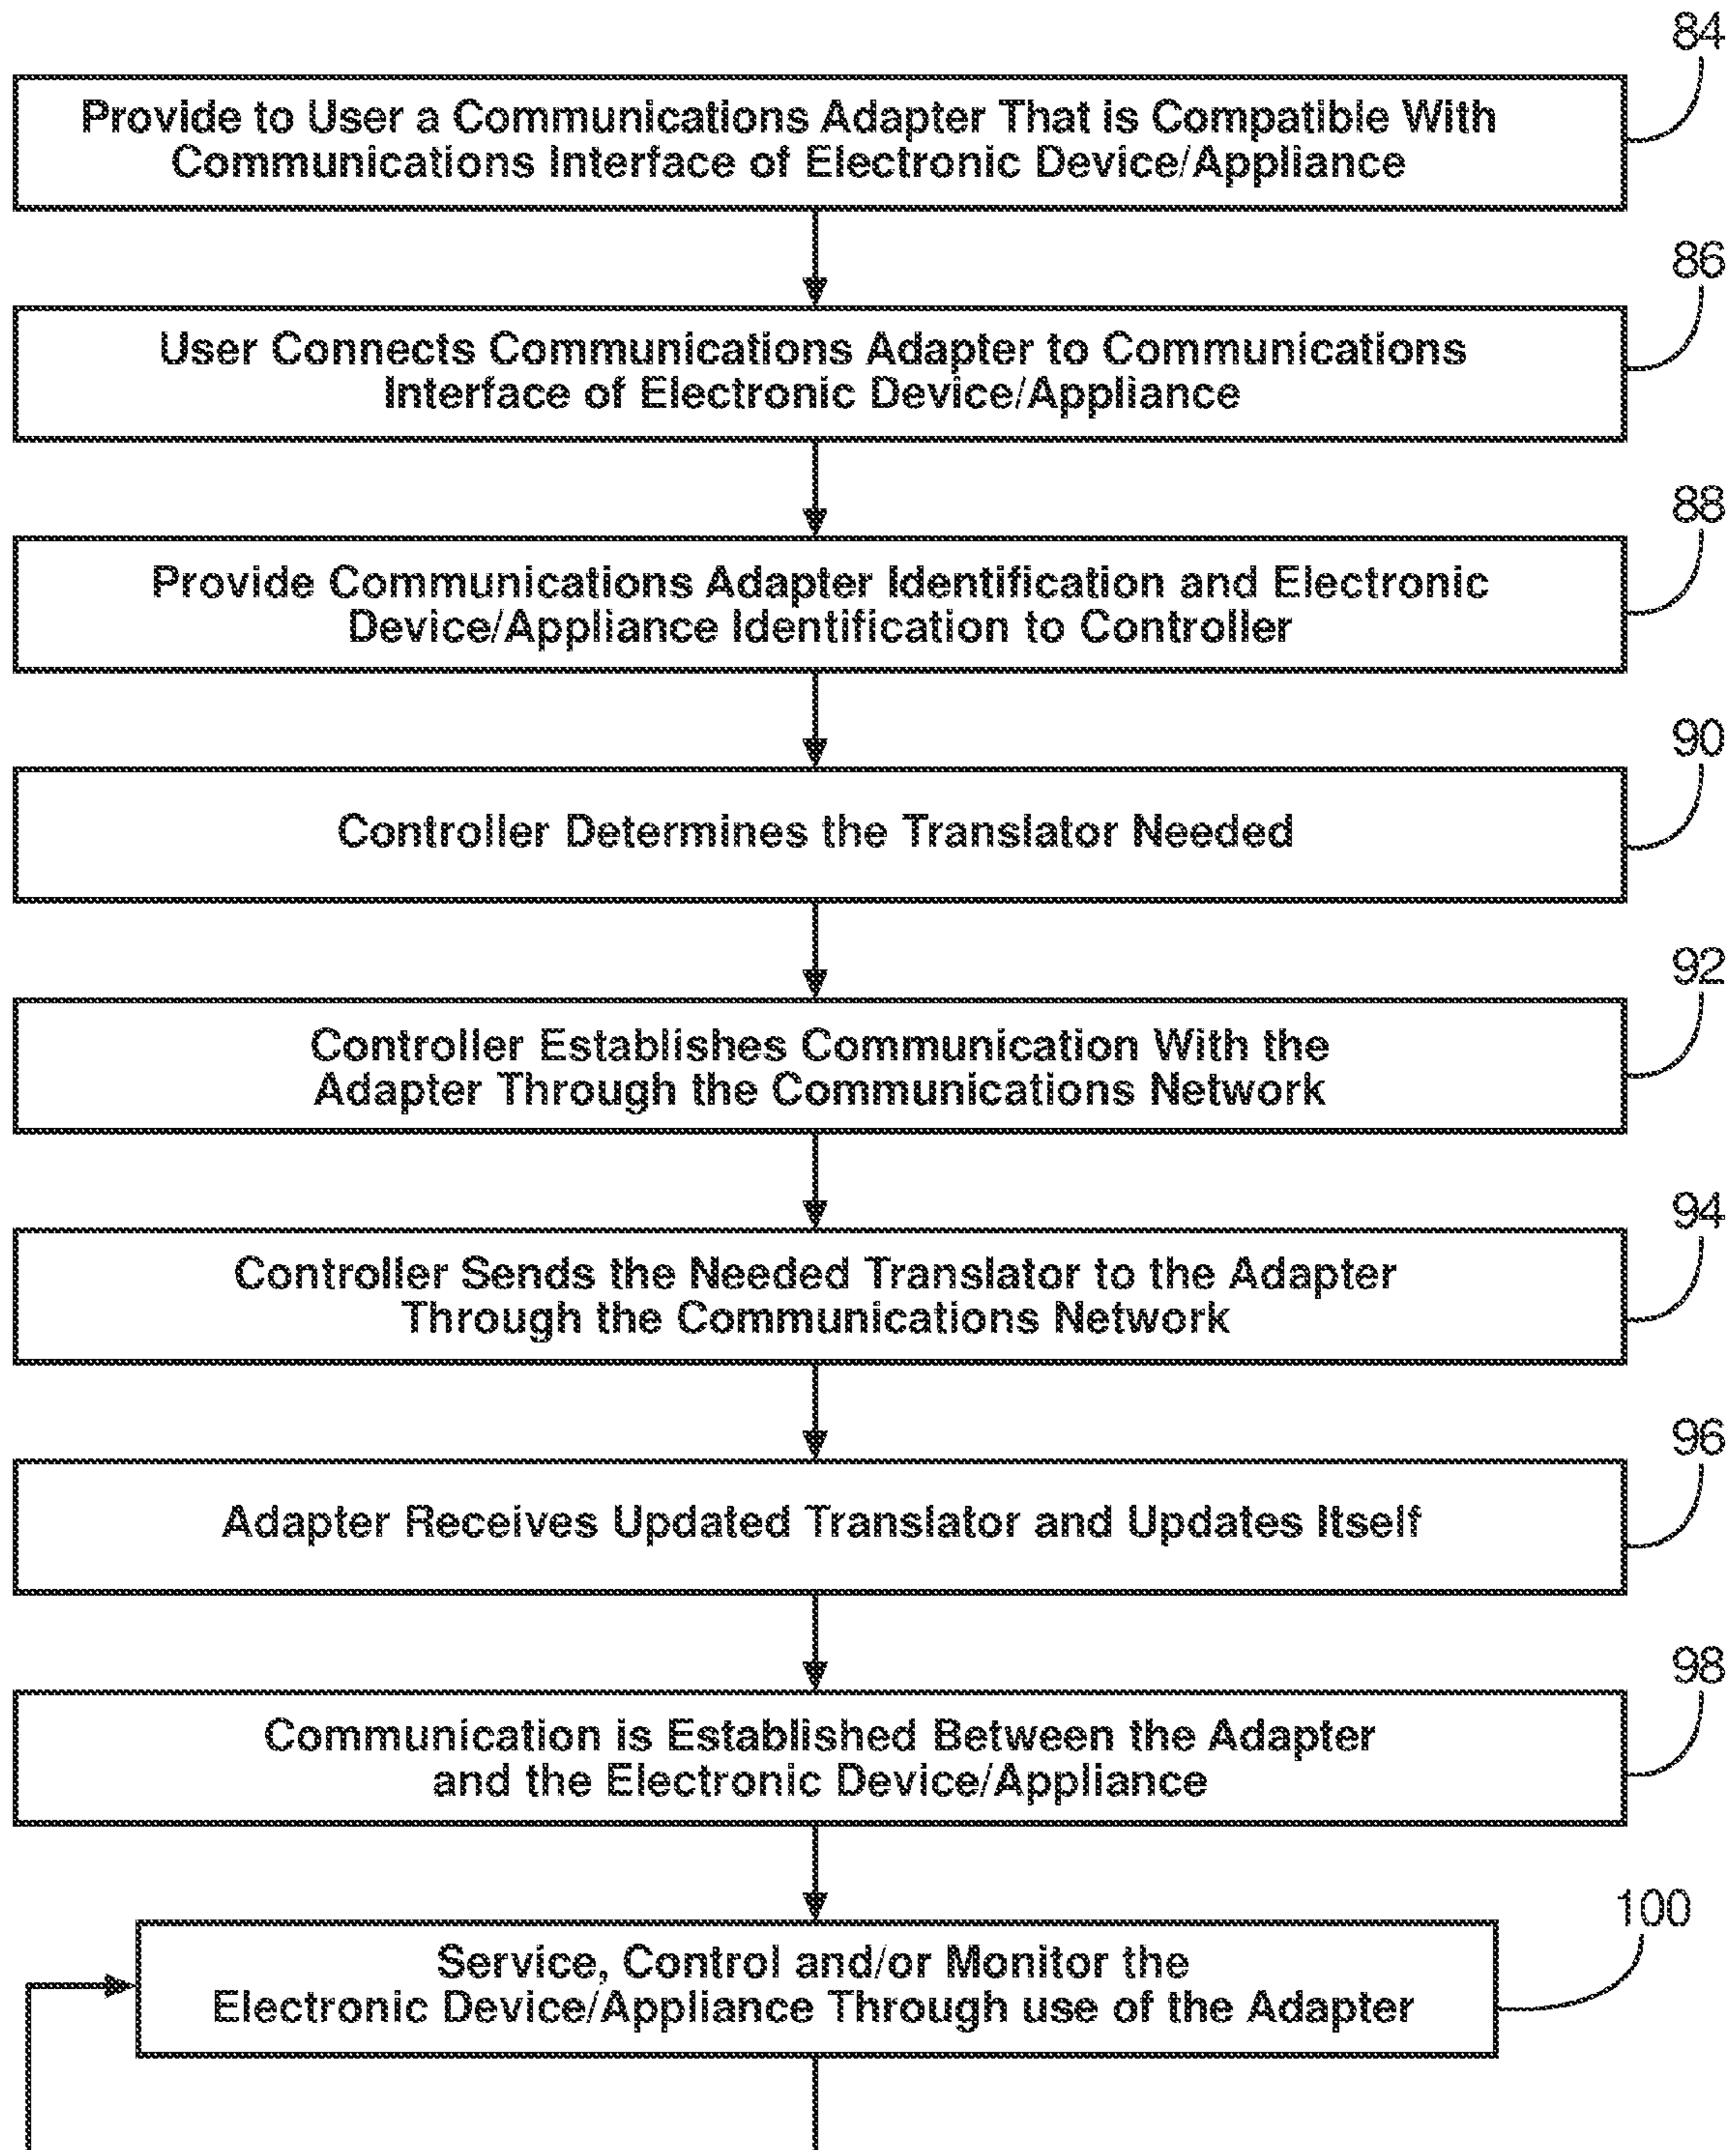 84
Provide to User a Communications Adapter That is Compatible With
Communications Interface of Electronic Device/Appliance
86
User Connects Communications Adapter to Communications
Interface of Electronic Device/Appliance
88
Provide Communications Adapter Identification and Electronic
Device/Appliance Identification to Controller
90
Controller Determines the Translator Needed
92
Controller Establishes Communication With the
Adapter Through the Communications Network
94
Controller Sends the Needed Translator to the Adapter
Through the Communications Network
96
Adapter Receives Updated Translator and Updates Itself
98
Communication is Established Between the Adapter
and the Electronic Device/Appliance
100
Service, Control and/or Monitor the
Electronic Device/Appliance Through use of the Adapter